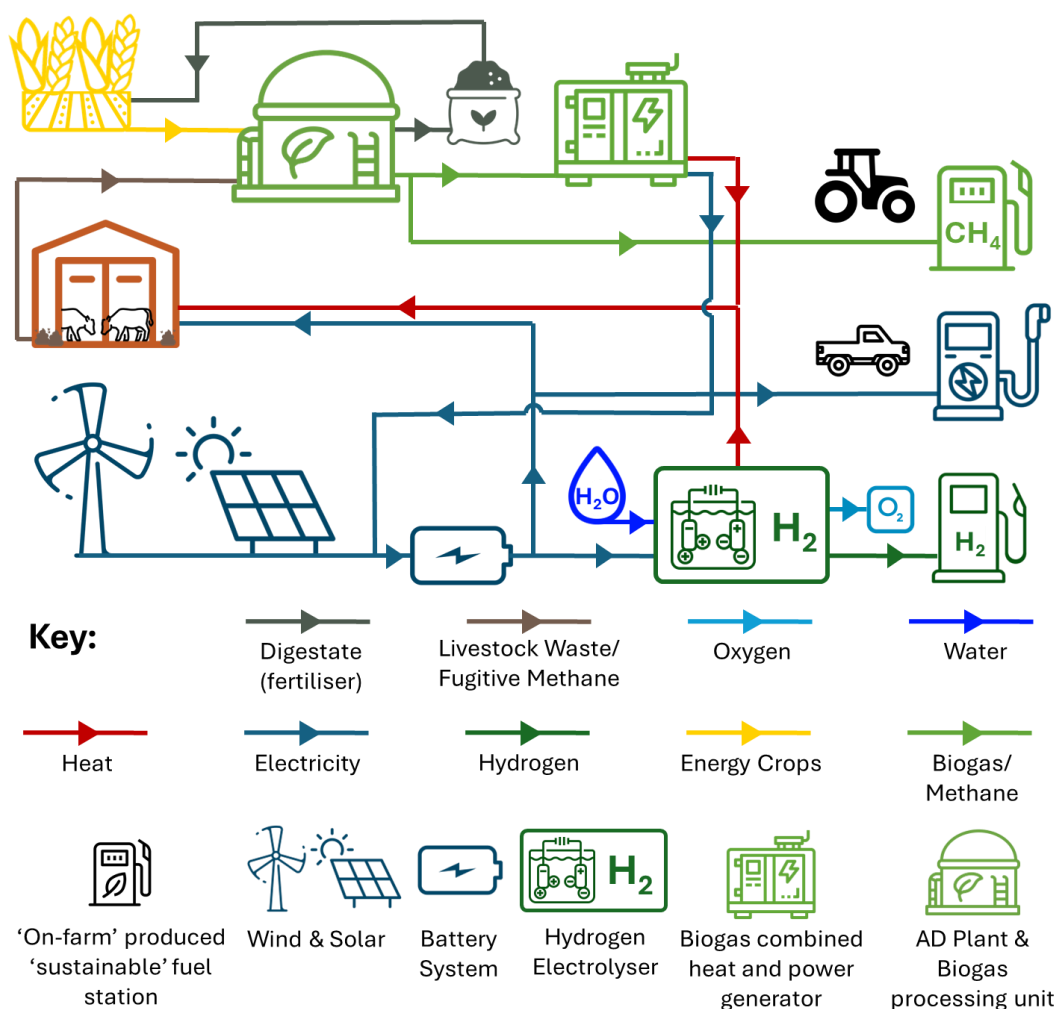 CH₄
H₂O
H₂
O₂
H₂
Key:
Digestate
(fertiliser)
Livestock Waste/
Fugitive Methane
Oxygen
Water
Heat
Electricity
Hydrogen
Energy Crops
Biogas/
Methane
H₂
‘On-farm’ produced
‘sustainable’ fuel
station
Wind & Solar
Battery
System
Hydrogen
Electrolyser
Biogas combined
heat and power
generator
AD Plant &
Biogas
processing unit